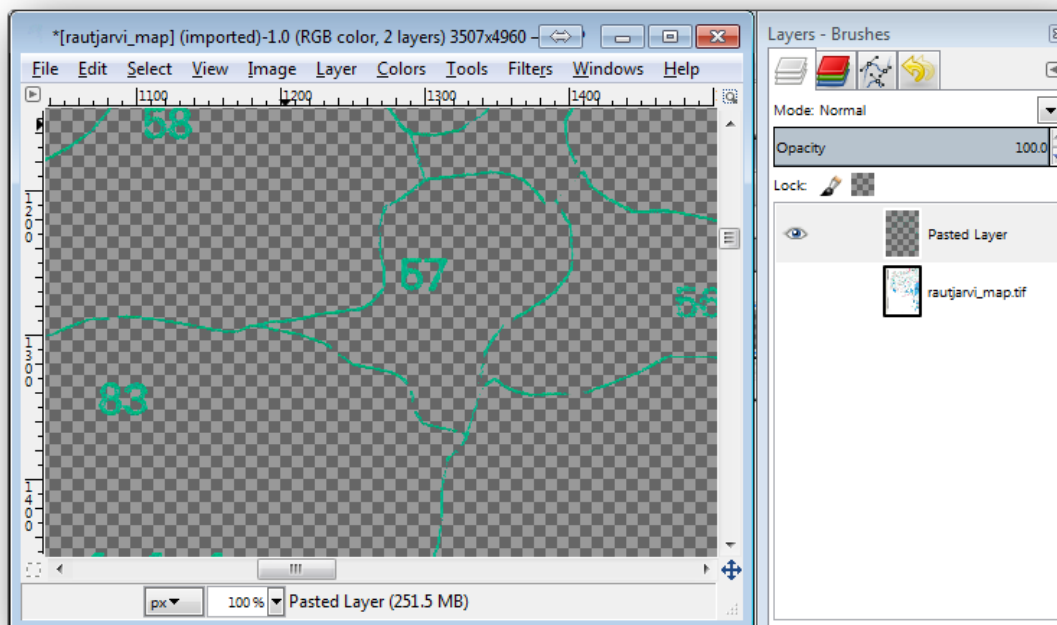 *[rautjarvi_map] (imported)-1.0 (RGB color, 2 layers) 3507x4960 –
File Edit Select View Image Layer Colors Tools Filters Windows Help
1100 1200 1300 1400
1200
1300
1400
58
57
56
83
px 100 % Pasted Layer (251.5 MB)
Layers - Brushes
Mode: Normal
Opacity 100.0
Lock:
Pasted Layer
rautjarvi_map.tif